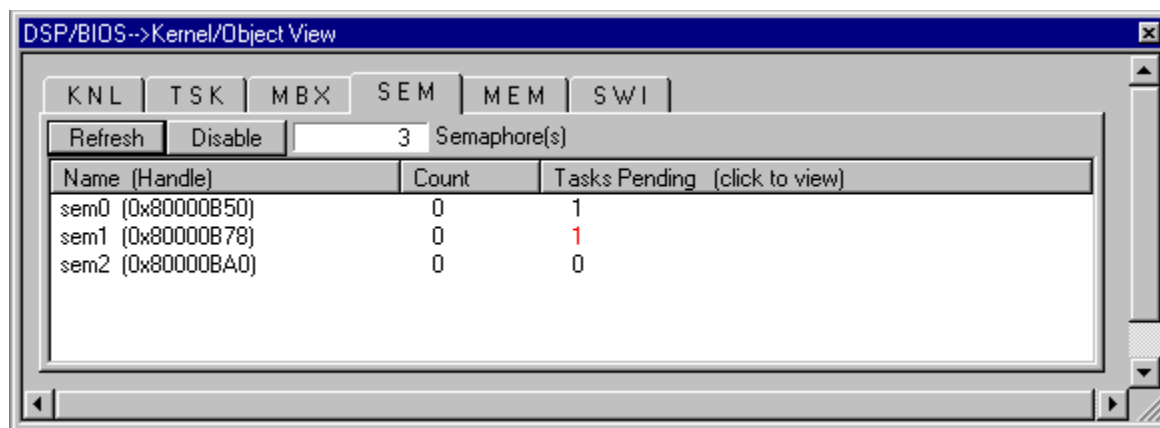 DSP/BIOS-->Kernel/Object View
KNL TSK MBX SEM MEM SWI
Refresh Disable 3 Semaphore(s)
Name (Handle) Count Tasks Pending (click to view)
sem0 (0x80000B50) 0 1
sem1 (0x80000B78) 0 1
sem2 (0x80000BA0) 0 0